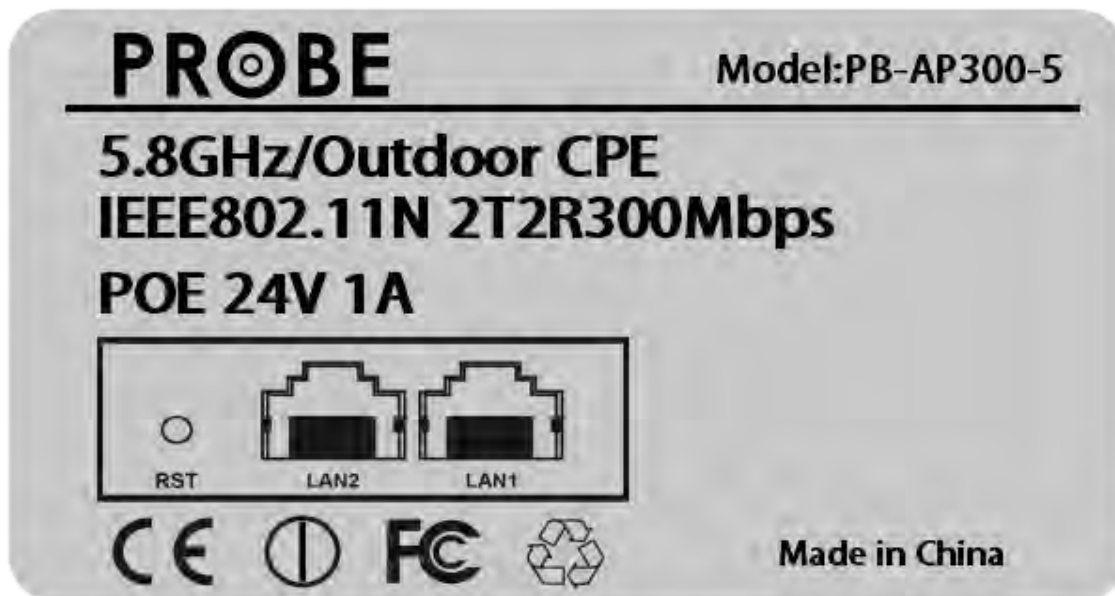 PROBE
Model:PB-AP300-5
5.8GHz/Outdoor CPE
IEEE802.11N 2T2R300Mbps
POE 24V 1A
RST
LAN2
LAN1
CE
FC
Made in China